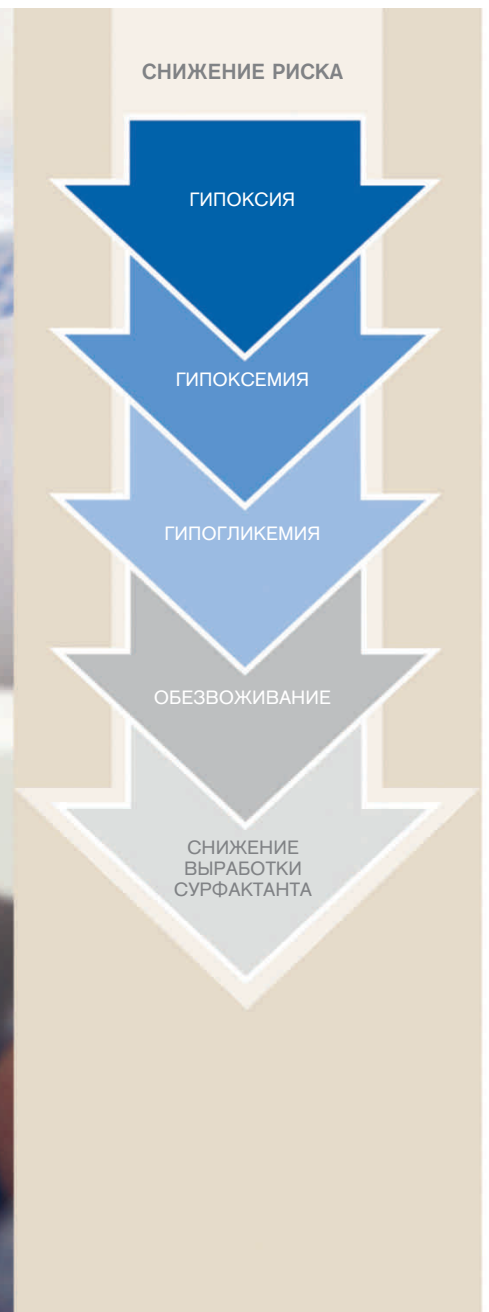 СНИЖЕНИЕ РИСКА
ГИПОКСИЯ
ГИПОКСЕМИЯ
ГИПОГЛИКЕМИЯ
ОБЕЗВОЖИВАНИЕ
СНИЖЕНИЕ
ВЫРАБОТКИ
СУРФАКТАНТА